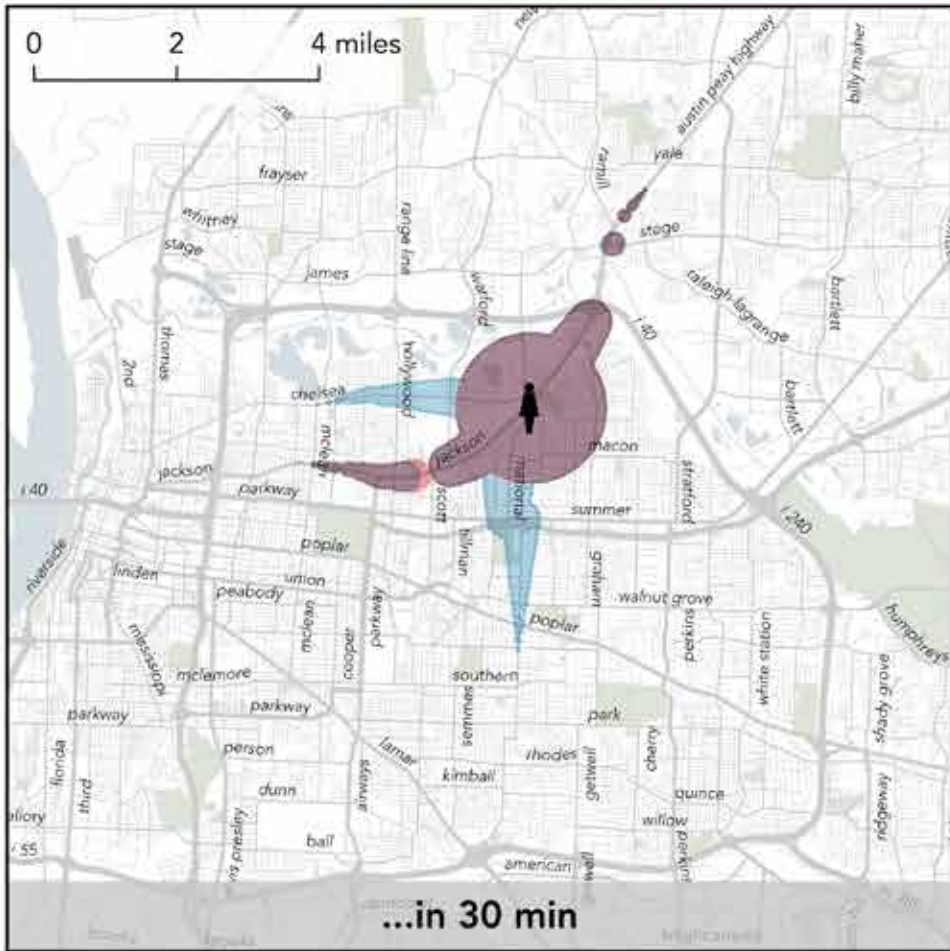 0 2 4 miles
austin peay highway
billy maher
yale
ramill
frayser
whitney
range line
stage
stage
james
warford
raleigh-lagrange
bartlett
i 40
thomas
2nd
hollywood
chelsea
bartlett
mclean
jackson
macon
jackson
parkway
national
stratford
i 40
scott
summer
i 240
poplar
tillman
riverside
linden
union
peabody
graham
walnut grove
poplar
mclean
parkway
cooper
perkins
white station
humphreys
mississippi
mclemore
southern
semmes
shady grove
parkway
parkway
park
person
lamar
rhodes
cherry
florida
third
kimball
getwell
airways
dunn
quince
willow
ridgeway
mallory
ball
i 55
american
...in 30 min